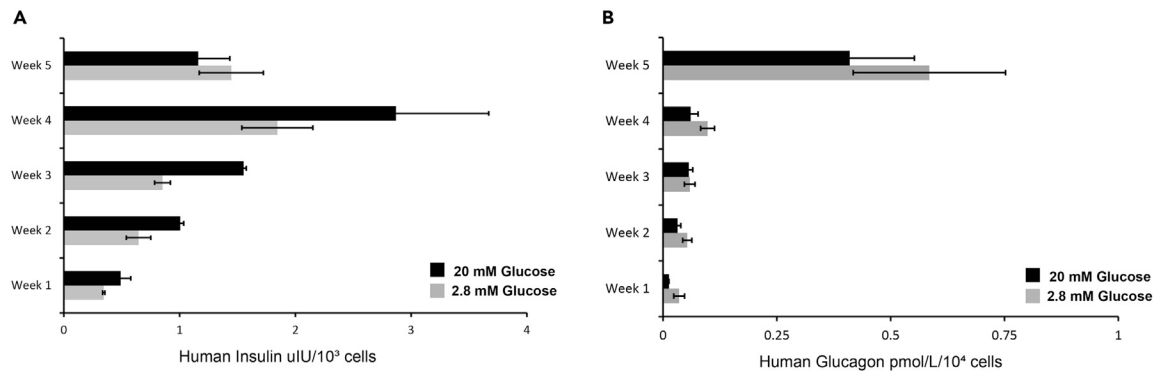 A
Week 5
Week 4
Week 3
Week 2
Week 1
20 mM Glucose
2.8 mM Glucose
0 1 2 3 4
Human Insulin uIU/10³ cells
B
Week 5
Week 4
Week 3
Week 2
Week 1
20 mM Glucose
2.8 mM Glucose
0 0.25 0.5 0.75 1
Human Glucagon pmol/L/10⁴ cells